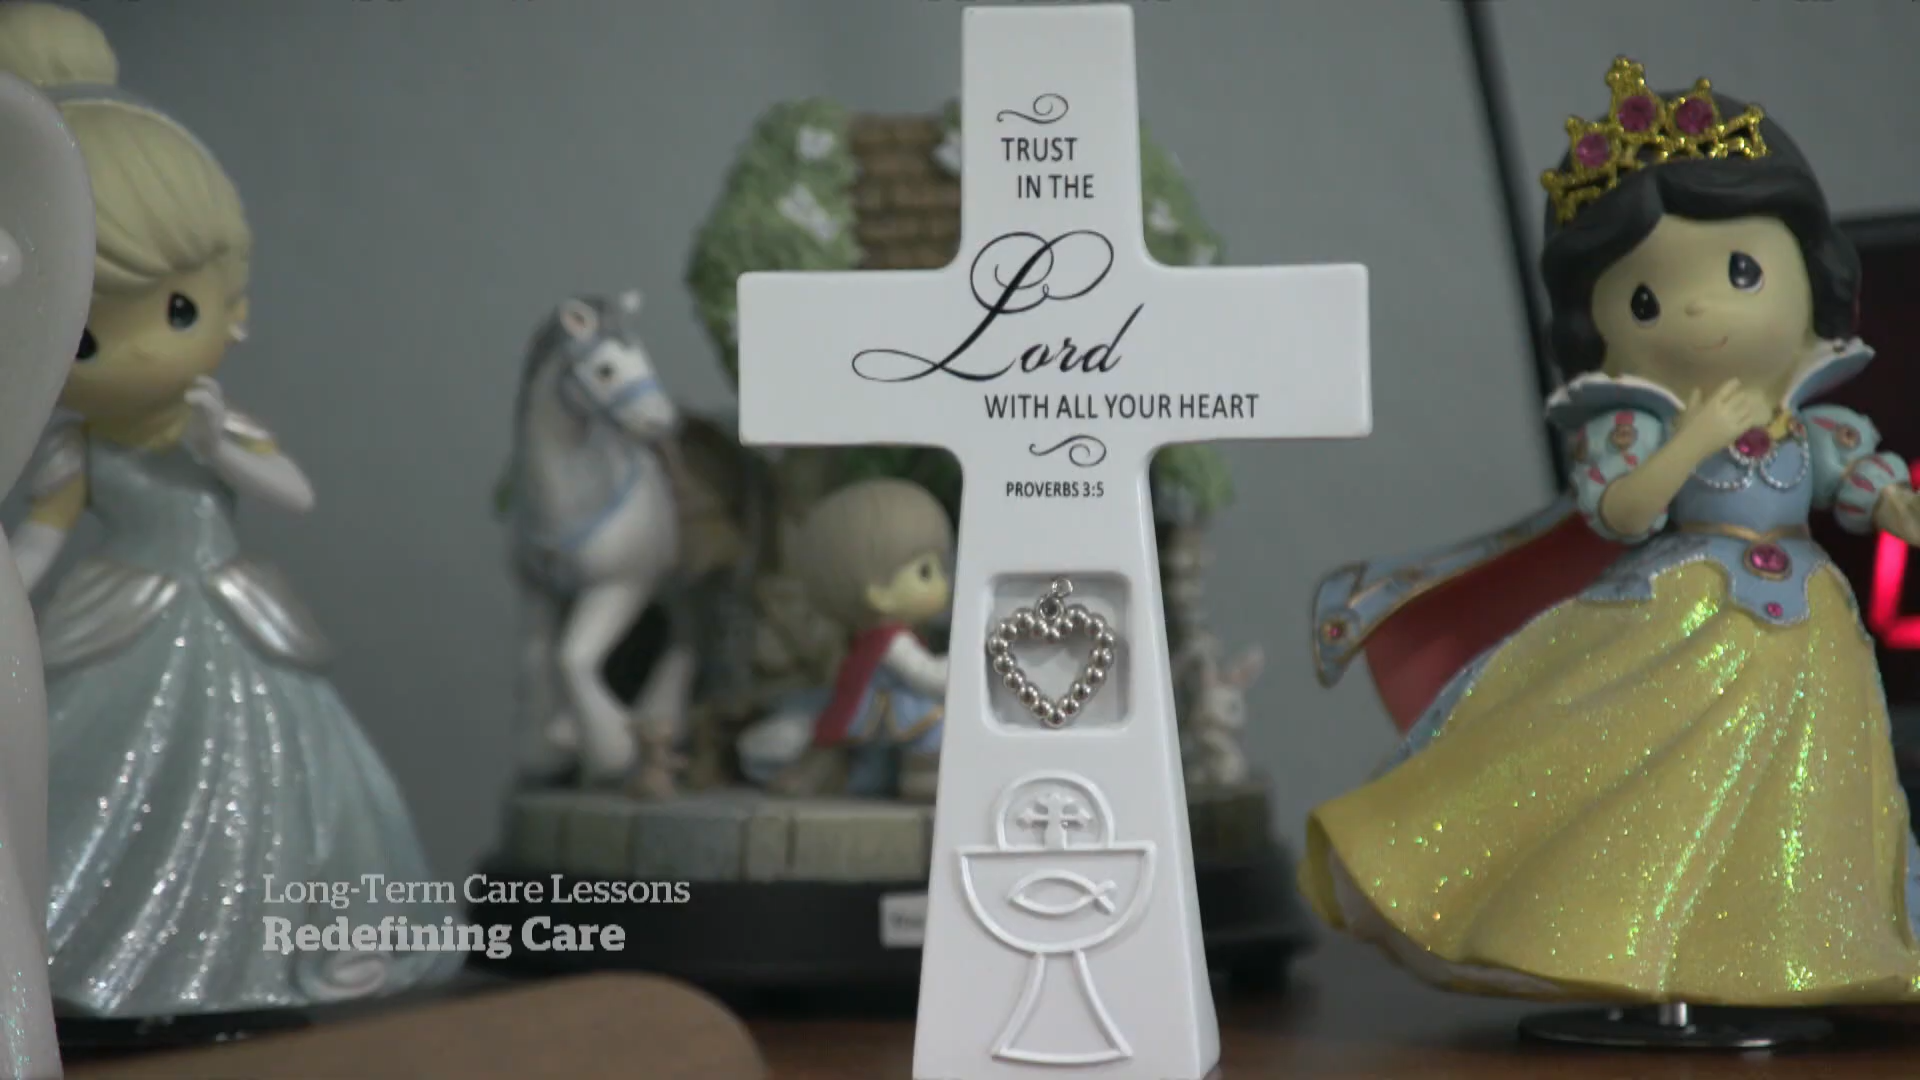 TRUST
IN THE
Lord
WITH ALL YOUR HEART
PROVERBS 3:5
Long-Term Care Lessons
Redefining Care